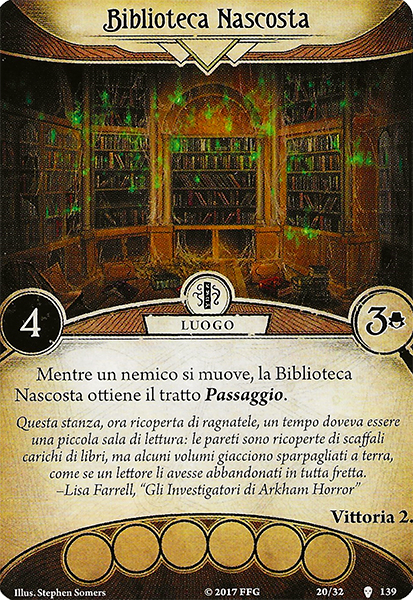 Biblioteca Nascosta
4
LUOGO
3
Mentre un nemico si muove, la Biblioteca
Nascosta ottiene il tratto Passaggio.
Questa stanza, ora ricoperta di ragnatele, un tempo doveva essere
una piccola sala di lettura: le pareti sono ricoperte di scaffali
carichi di libri, ma alcuni volumi giacciono sparpagliati a terra,
come se un lettore li avesse abbandonati in tutta fretta.
–Lisa Farrell, “Gli Investigatori di Arkham Horror”
Vittoria 2.
Illus. Stephen Somers
© 2017 FFG
20/32
139